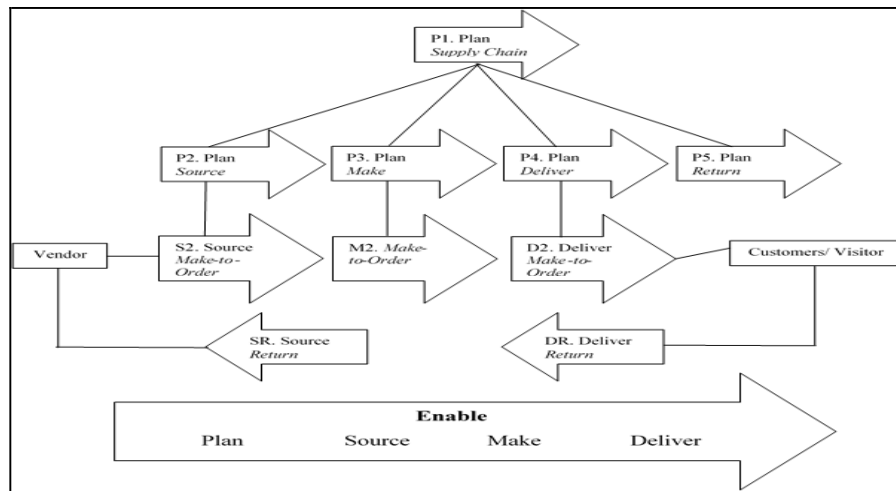 P1. Plan
Supply Chain
P2. Plan
Source
P3. Plan
Make
P4. Plan
Deliver
P5. Plan
Return
Vendor
S2. Source
Make-to-
Order
M2. Make-
to-Order
D2. Deliver
Make-to-
Order
Customers/ Visitor
SR. Source
Return
DR. Deliver
Return
Enable
Plan Source Make Deliver